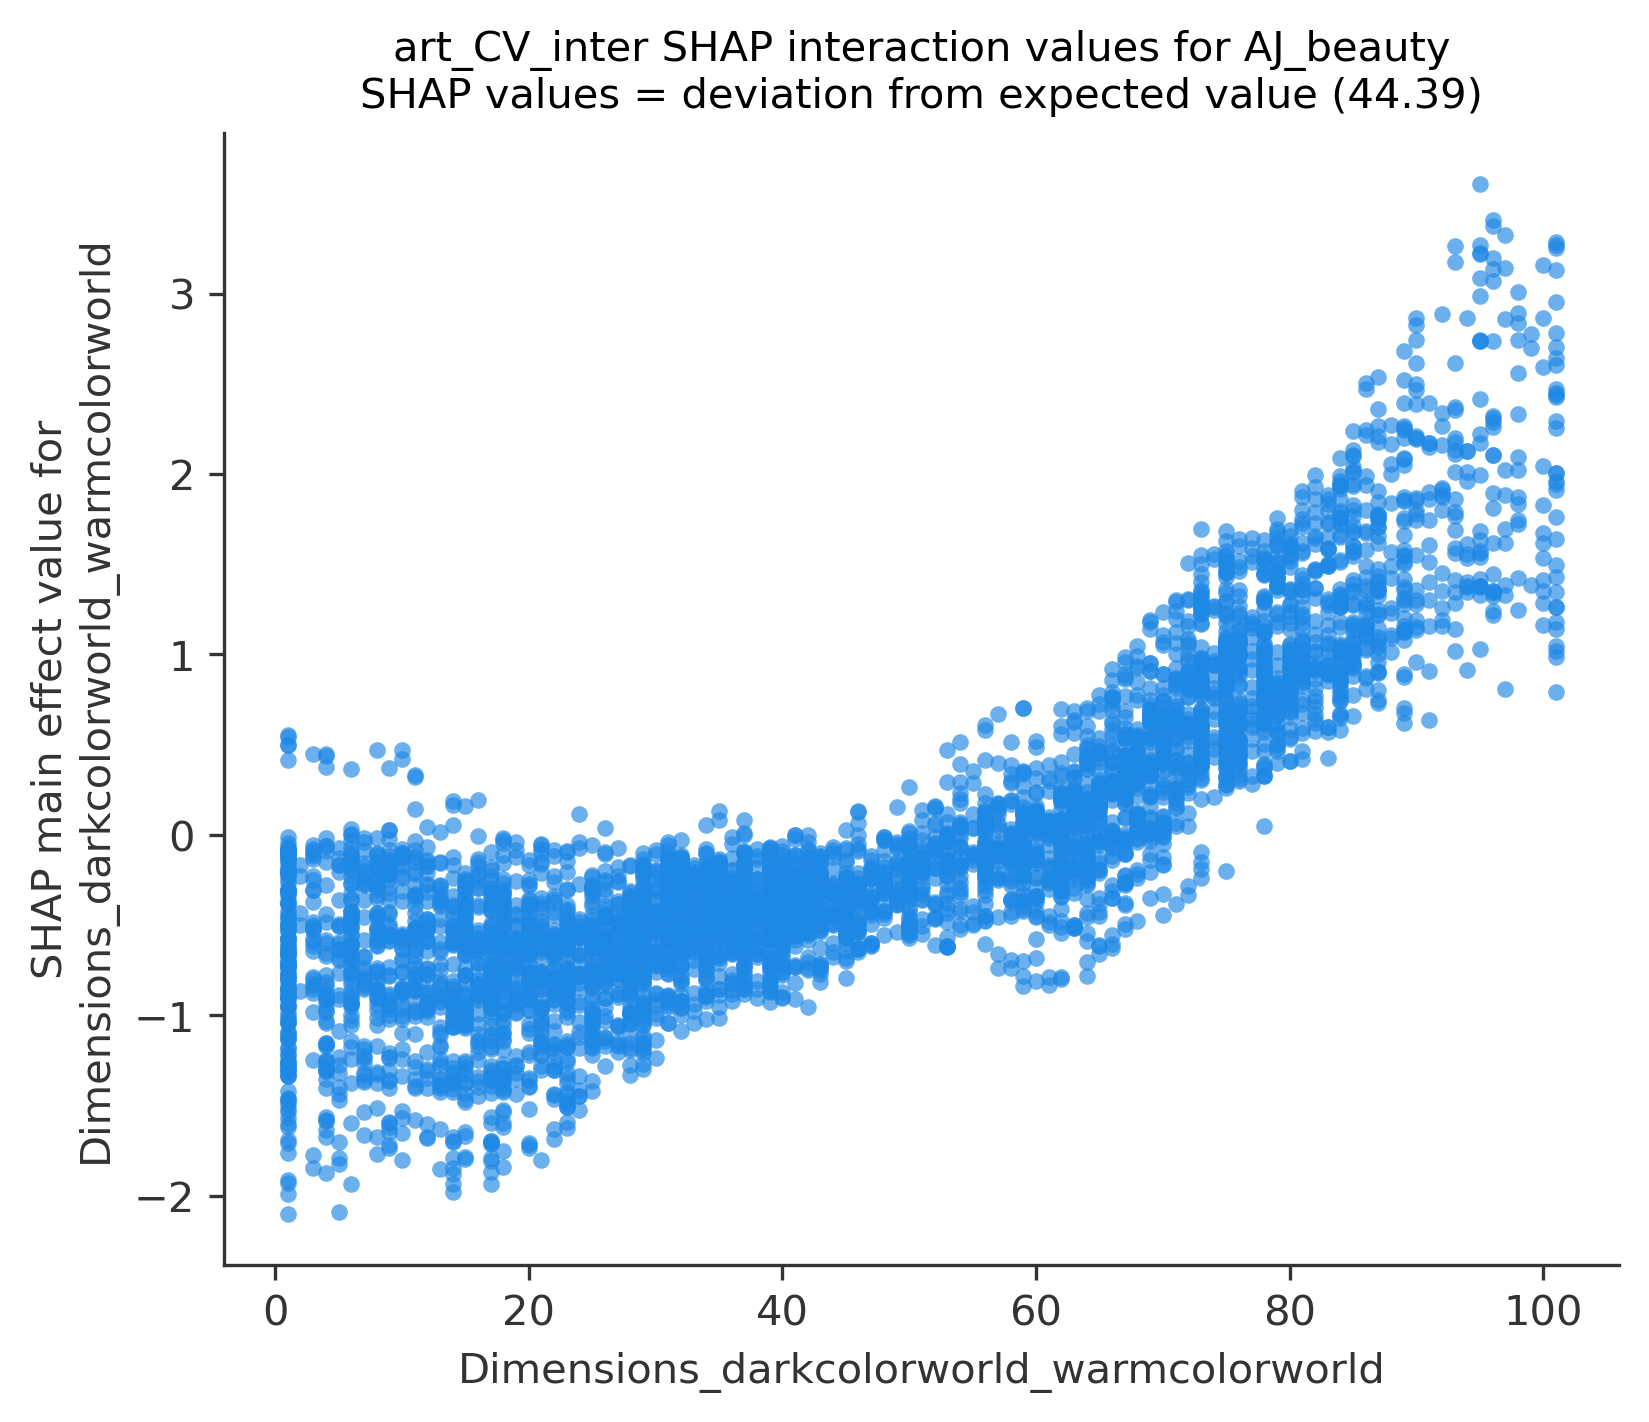 art_CV_inter SHAP interaction values for AJ_beauty
SHAP values = deviation from expected value (44.39)
SHAP main effect value for
Dimensions_darkcolorworld_warmcolorworld
3
2
1
0
−1
−2
0 20 40 60 80 100
Dimensions_darkcolorworld_warmcolorworld